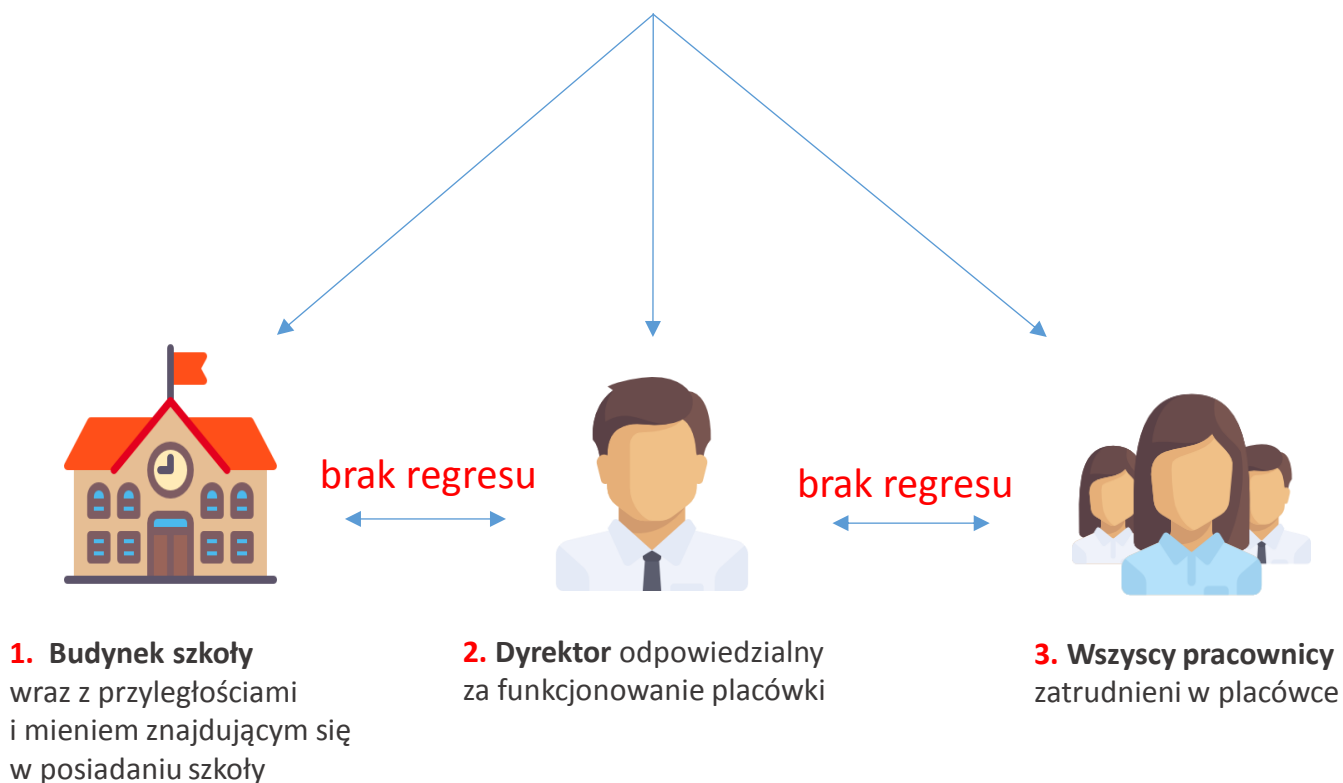 brak regresu
brak regresu
1. Budynek szkoły
wraz z przyległościami
i mieniem znajdującym się
w posiadaniu szkoły
2. Dyrektor odpowiedzialny
za funkcjonowanie placówki
3. Wszyscy pracownicy
zatrudnieni w placówce